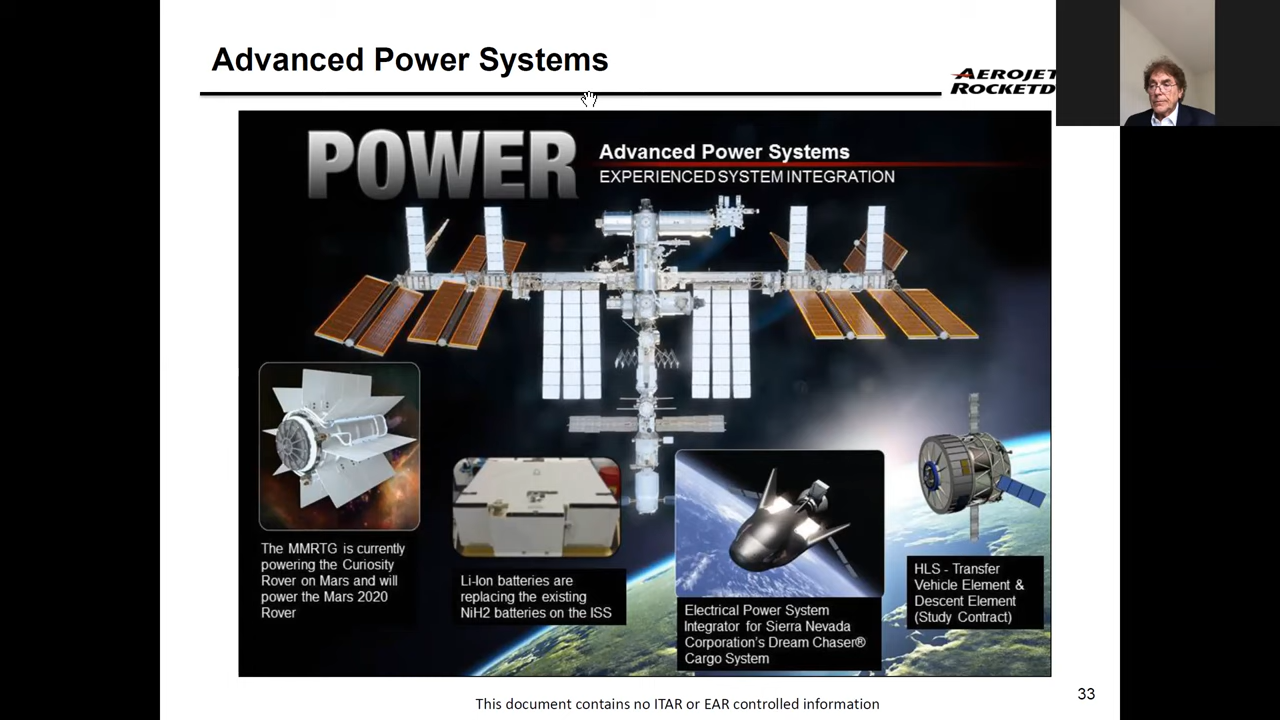 Advanced Power Systems
AEROJET
ROCKETD
POWER
Advanced Power Systems
EXPERIENCED SYSTEM INTEGRATION
The MMRTG is currently
powering the Curiosity
Rover on Mars and will
power the Mars 2020
Rover
Li-Ion batteries are
replacing the existing
NiH2 batteries on the ISS
Electrical Power System
Integrator for Sierra Nevada
Corporation's Dream Chaser®
Cargo System
HLS - Transfer
Vehicle Element &
Descent Element
(Study Contract)
This document contains no ITAR or EAR controlled information
33